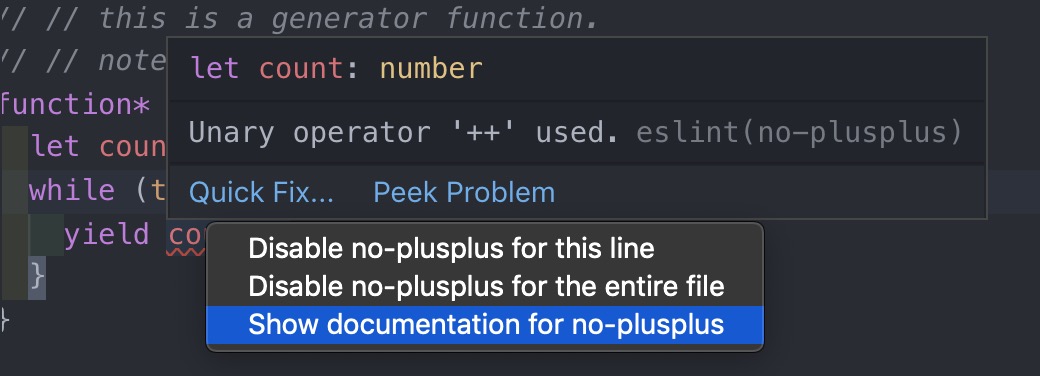 // // this is a generator function.
// // note
let count: number
function*
Unary operator '++' used. eslint(no-plusplus)
let coun
while (t
Quick Fix... Peek Problem
yield co
Disable no-plusplus for this line
}
Disable no-plusplus for the entire file
}
Show documentation for no-plusplus